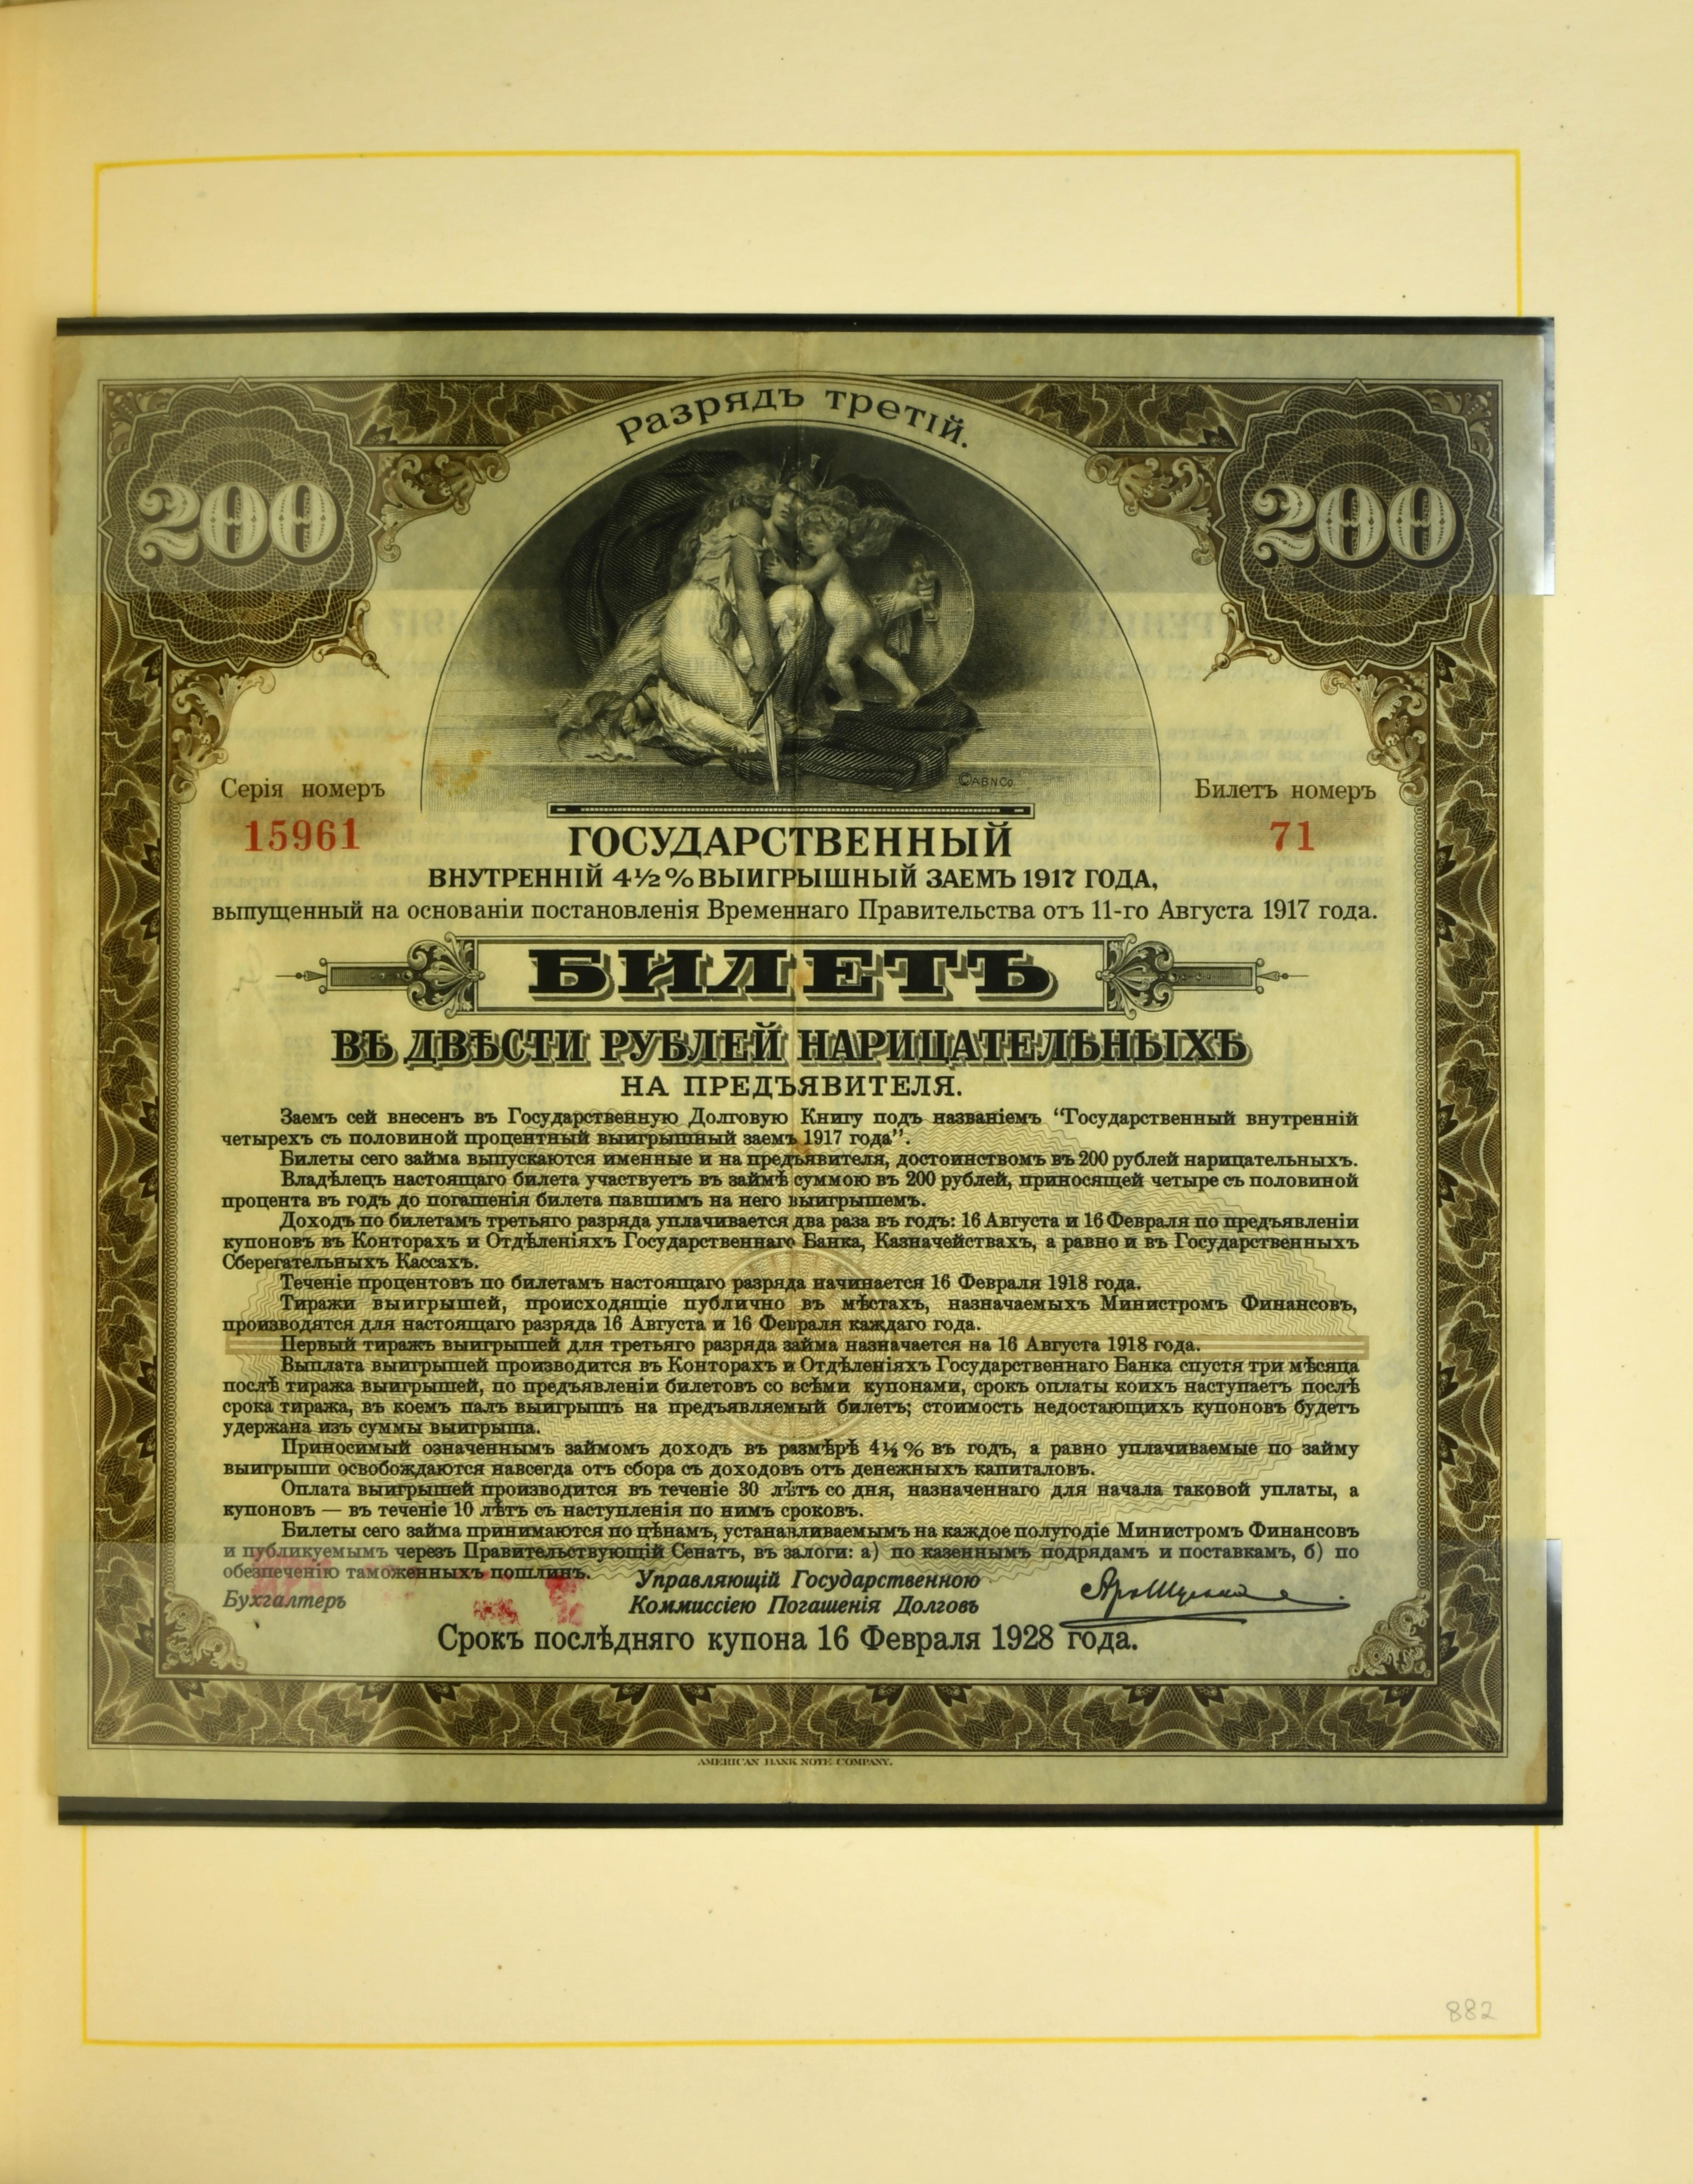 Разрядъ третій.
200
200
©ABNCo
Серія номеръ
Билетъ номеръ
15961
71
ГОСУДАРСТВЕННЫЙ
ВНУТРЕННІЙ 4½% ВЫИГРЫШНЫЙ ЗАЕМЪ 1917 ГОДА,
выпущенный на основаніи постановленія Временнаго Правительства отъ 11-го Августа 1917 года.
БИЛЕТЪ
ВЪ ДВѢСТИ РУБЛЕЙ НАРИЦАТЕЛЬНЫХЪ
НА ПРЕДЪЯВИТЕЛЯ.
Заемъ сей внесенъ въ Государственную Долговую Книгу подъ названіемъ “Государственный внутренній
четырехъ съ половиной процентный выигрышный заемъ 1917 года”.
Билеты сего займа выпускаются именные и на предъявителя, достоинствомъ въ 200 рублей нарицательныхъ.
Владѣлецъ настоящаго билета участвуетъ въ займѣ суммою въ 200 рублей, приносящей четыре съ половиной
процента въ годъ до погашенія билета павшимъ на него выигрышемъ.
Доходъ по билетамъ третьяго разряда уплачивается два раза въ годъ: 16 Августа и 16 Февраля по предъявленіи
купоновъ въ Конторахъ и Отдѣленіяхъ Государственнаго Банка, Казначействахъ, а равно и въ Государственныхъ
Сберегательныхъ Кассахъ.
Теченіе процентовъ по билетамъ настоящаго разряда начинается 16 Февраля 1918 года.
Тиражи выигрышей, происходящіе публично въ мѣстахъ, назначаемыхъ Министромъ Финансовъ,
производятся для настоящаго разряда 16 Августа и 16 Февраля каждаго года.
Первый тиражъ выигрышей для третьяго разряда займа назначается на 16 Августа 1918 года.
Выплата выигрышей производится въ Конторахъ и Отдѣленіяхъ Государственнаго Банка спустя три мѣсяца
послѣ тиража выигрышей, по предъявленіи билетовъ со всѣми купонами, срокъ оплаты коихъ наступаетъ послѣ
срока тиража, въ коемъ палъ выигрышъ на предъявляемый билетъ; стоимость недостающихъ купоновъ будетъ
удержана изъ суммы выигрыша.
Приносимый означеннымъ займомъ доходъ въ размѣрѣ 4½% въ годъ, а равно уплачиваемые по займу
выигрыши освобождаются навсегда отъ сбора съ доходовъ отъ денежныхъ капиталовъ.
Оплата выигрышей производится въ теченіе 30 лѣтъ со дня, назначеннаго для начала таковой уплаты, а
купоновъ — въ теченіе 10 лѣтъ съ наступленія по нимъ сроковъ.
Билеты сего займа принимаются по цѣнамъ, устанавливаемымъ на каждое полугодіе Министромъ Финансовъ
и публикуемымъ черезъ Правительствующій Сенатъ, въ залоги: а) по казеннымъ подрядамъ и поставкамъ, б) по
обезпеченію таможенныхъ пошлинъ.
Управляющій Государственною
Бухгалтеръ
Коммиссіею Погашенія Долговъ
Срокъ послѣдняго купона 16 Февраля 1928 года.
AMERICAN BANK NOTE COMPANY.
882